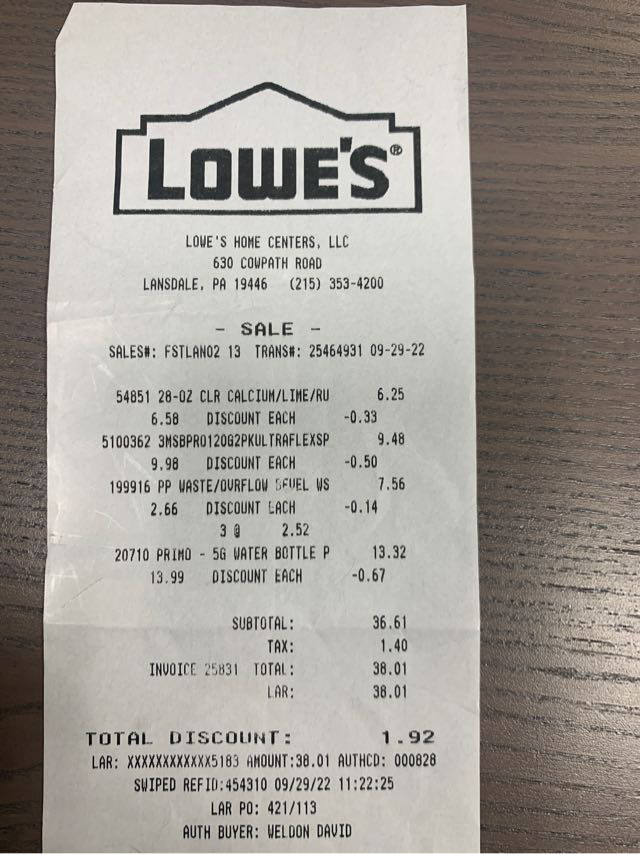 LOWE'S®
LOWE'S HOME CENTERS, LLC
630 COWPATH ROAD
LANSDALE, PA 19446 (215) 353-4200
- SALE -
SALES#: FSTLAN02 13 TRANS#: 25464931 09-29-22
54851 28-OZ CLR CALCIUM/LIME/RU 6.25
6.58 DISCOUNT EACH -0.33
5100362 3MSBPRO120G2PKULTRAFLEXSP 9.48
9.98 DISCOUNT EACH -0.50
199916 PP WASTE/OVRFLOW BEVEL WS 7.56
2.66 DISCOUNT EACH -0.14
3 @ 2.52
20710 PRIMO - 5G WATER BOTTLE P 13.32
13.99 DISCOUNT EACH -0.67
SUBTOTAL: 36.61
TAX: 1.40
INVOICE 25831 TOTAL: 38.01
LAR: 38.01
TOTAL DISCOUNT: 1.92
LAR: XXXXXXXXXXXX5183 AMOUNT:38.01 AUTHCD: 000828
SWIPED REFID:454310 09/29/22 11:22:25
LAR PO: 421/113
AUTH BUYER: WELDON DAVID